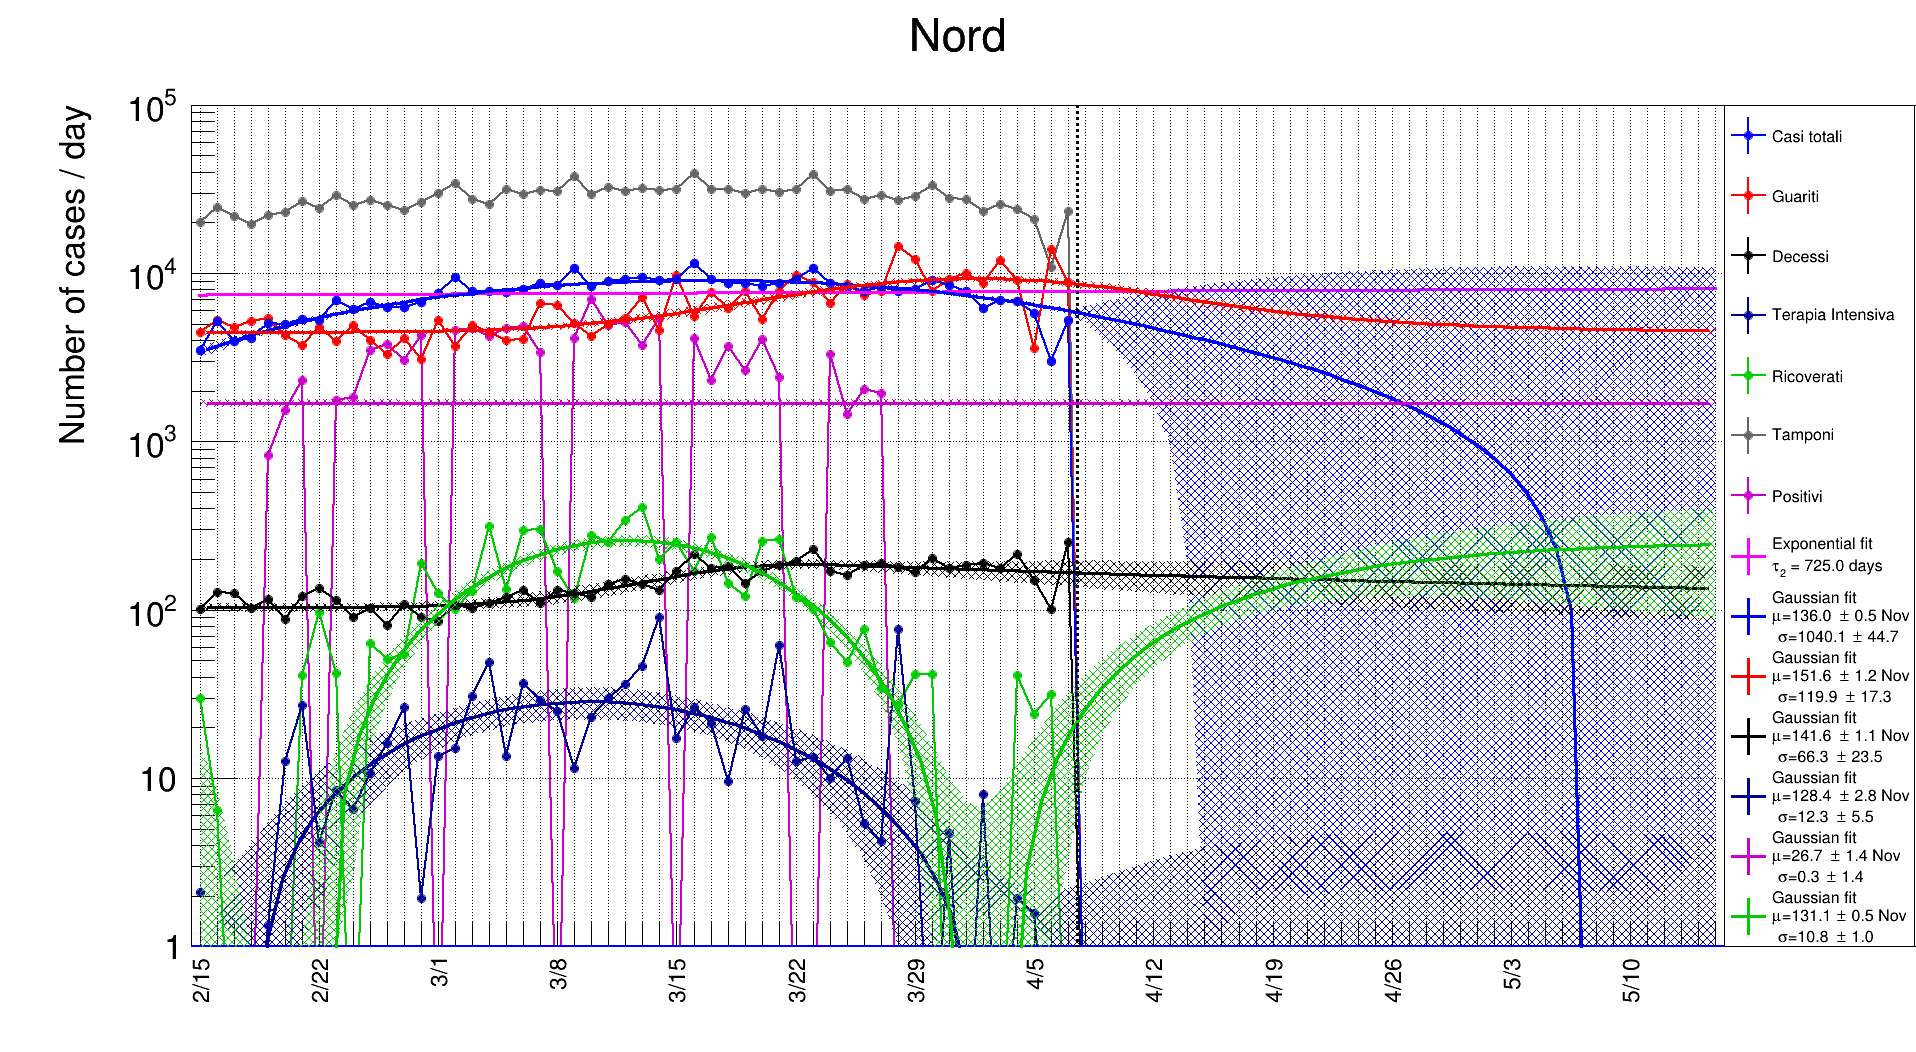 Nord
Number of cases / day
10^5
10^4
10^3
10^2
10
1
2/15
2/22
3/1
3/8
3/15
3/22
3/29
4/5
4/12
4/19
4/26
5/3
5/10
Casi totali
Guariti
Decessi
Terapia Intensiva
Ricoverati
Tamponi
Positivi
Exponential fit
τ₂ = 725.0 days
Gaussian fit
μ=136.0 ± 0.5 Nov
σ=1040.1 ± 44.7
Gaussian fit
μ=151.6 ± 1.2 Nov
σ=119.9 ± 17.3
Gaussian fit
μ=141.6 ± 1.1 Nov
σ=66.3 ± 23.5
Gaussian fit
μ=128.4 ± 2.8 Nov
σ=12.3 ± 5.5
Gaussian fit
μ=26.7 ± 1.4 Nov
σ=0.3 ± 1.4
Gaussian fit
μ=131.1 ± 0.5 Nov
σ=10.8 ± 1.0